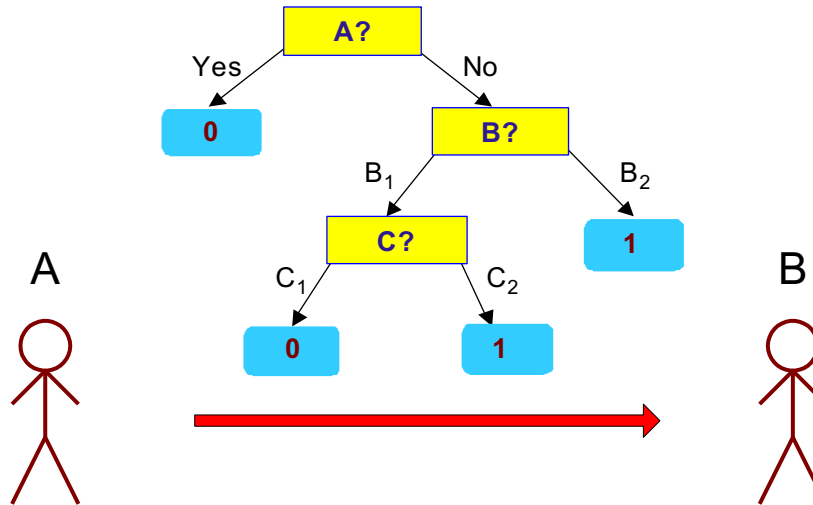 A?
Yes
No
0
B?
B₁
B₂
C?
1
A
B
C₁
C₂
0
1